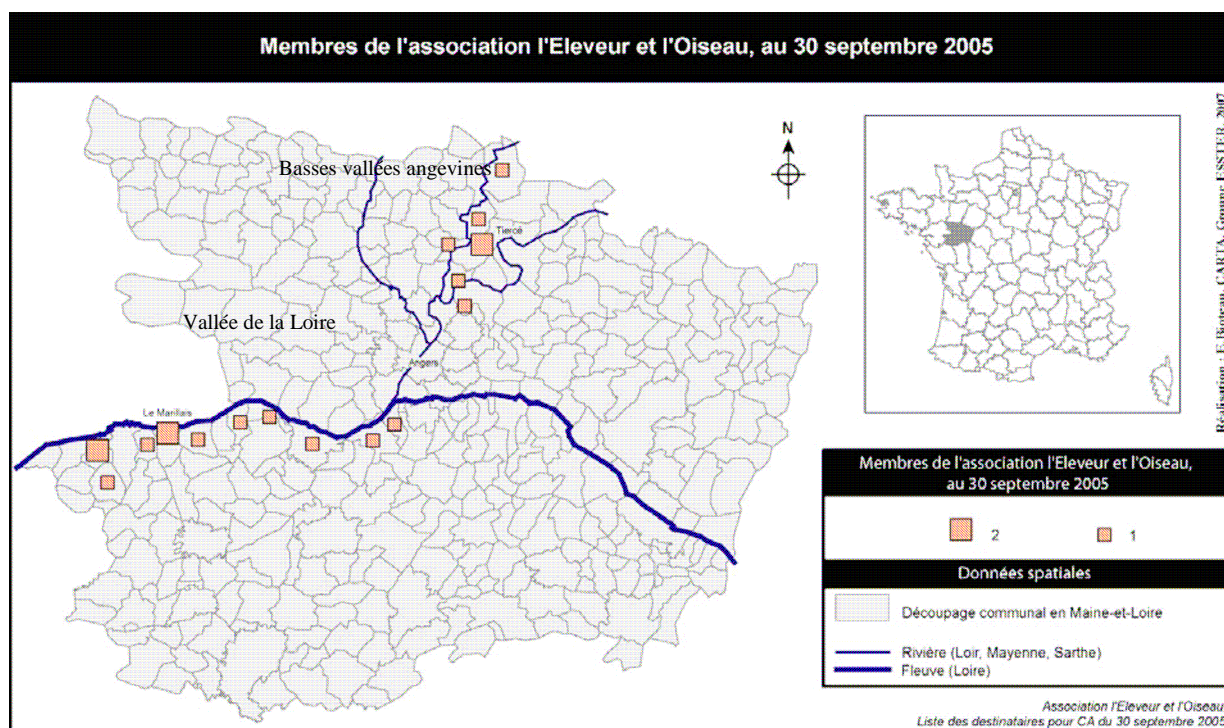 Membres de l'association l'Eleveur et l'Oiseau, au 30 septembre 2005
Basses vallées angevines
N
Tiercé
Vallée de la Loire
Angers
Le Marillais
Réalisation : CARTA, Groupe ESSTER, 2007
Membres de l'association l'Eleveur et l'Oiseau,
au 30 septembre 2005
2
1
Données spatiales
Découpage communal en Maine-et-Loire
Rivière (Loir, Mayenne, Sarthe)
Fleuve (Loire)
Association l'Eleveur et l'Oiseau
Liste des destinataires pour CA du 30 septembre 2005